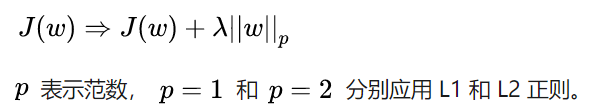 J(w) ⇒ J(w) + λ||w||_p
p 表示范数， p = 1 和 p = 2 分别应用 L1 和 L2 正则。